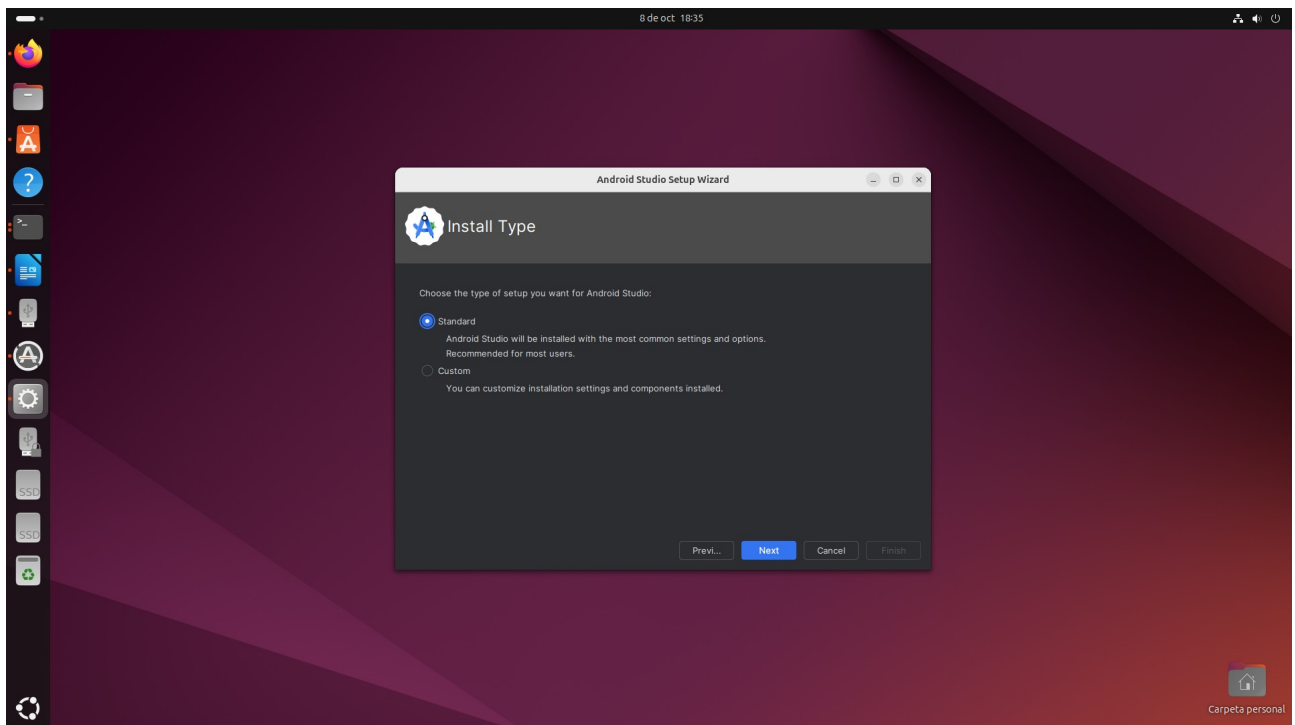 8 de oct 18:35
Android Studio Setup Wizard
Install Type
Choose the type of setup you want for Android Studio:
Standard
Android Studio will be installed with the most common settings and options.
Recommended for most users.
Custom
You can customize installation settings and components installed.
Previ... Next Cancel Finish
SSD
SSD
Carpeta personal